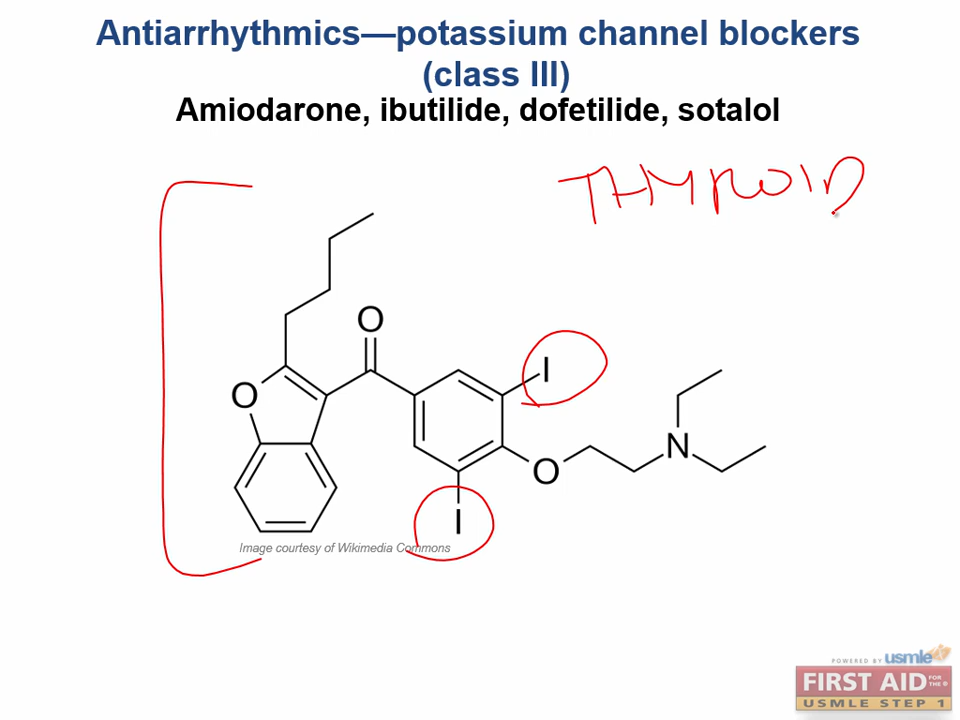 Antiarrhythmics—potassium channel blockers
(class III)
Amiodarone, ibutilide, dofetilide, sotalol
THYROID
O
I
O
N
O
I
Image courtesy of Wikimedia Commons
POWERED BY usmle
FIRST AID FOR THE ®
USMLE STEP 1